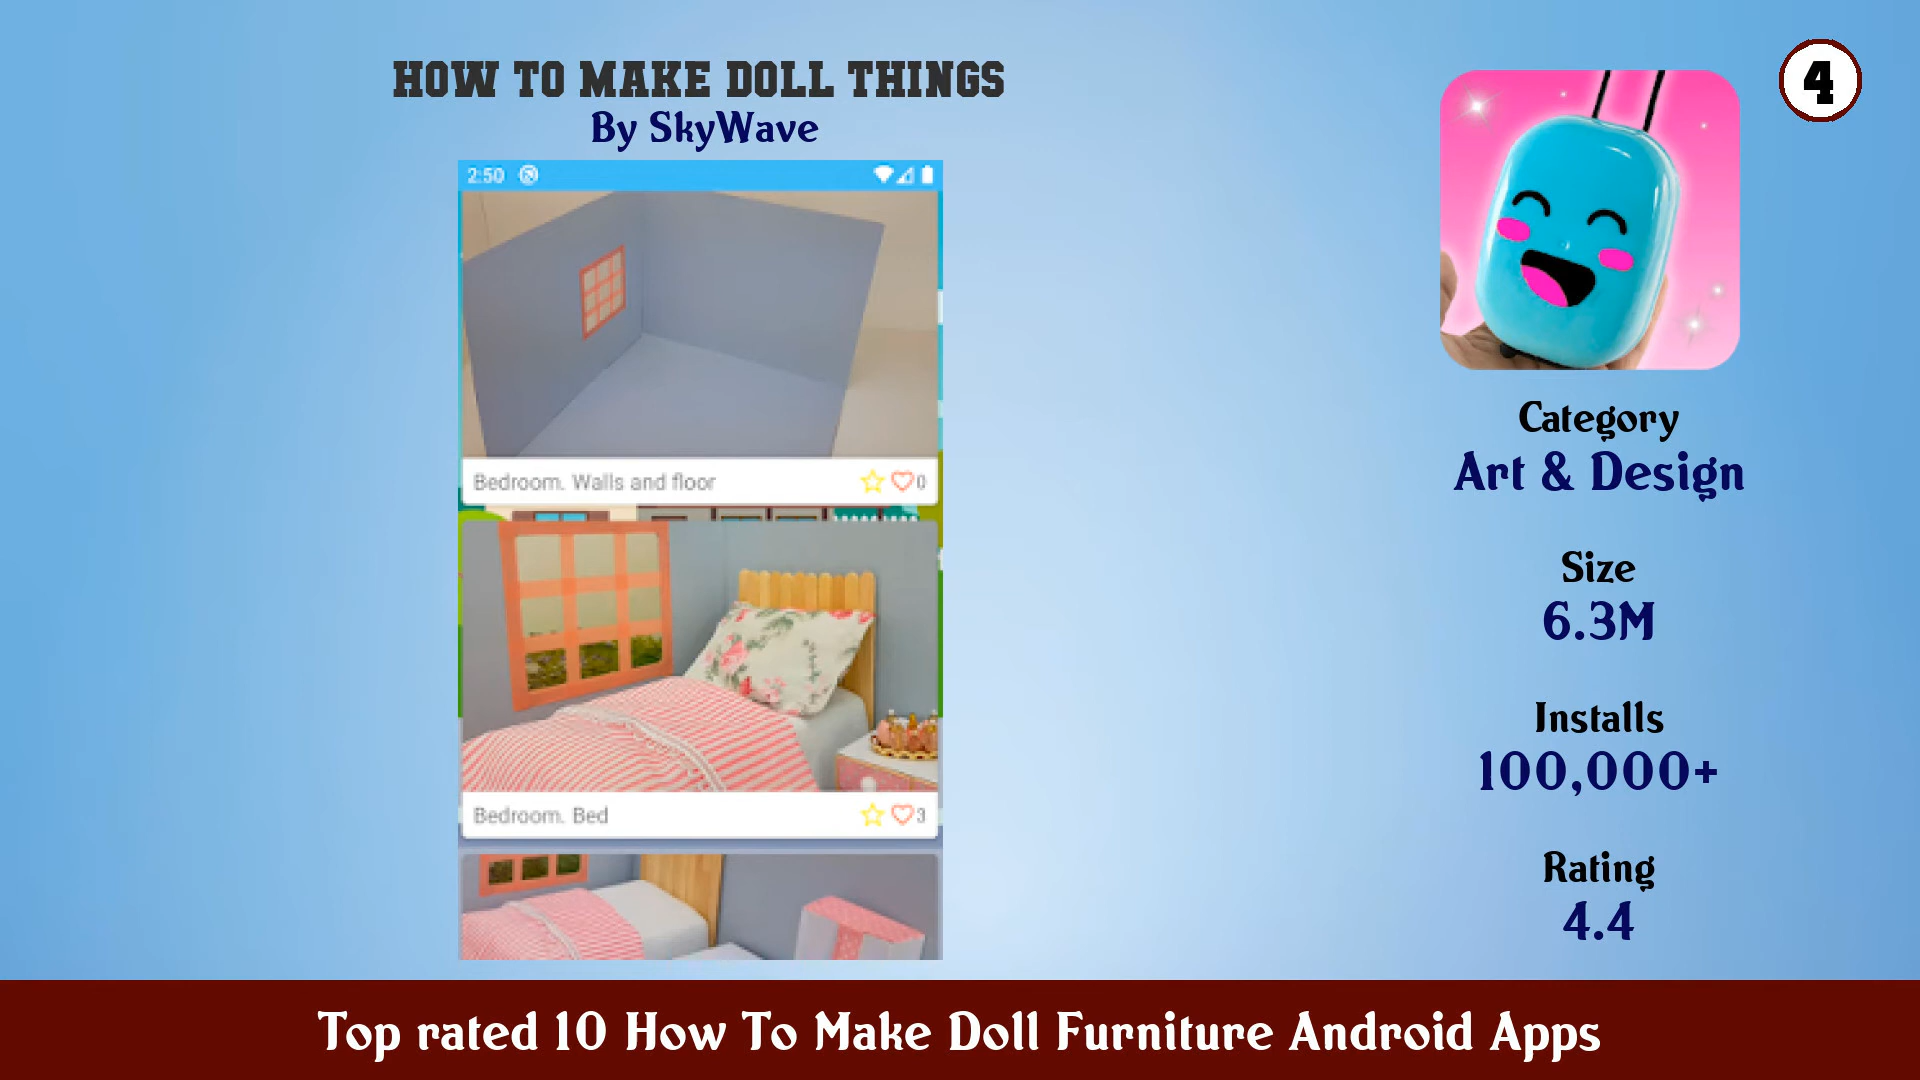 HOW TO MAKE DOLL THINGS
By SkyWave
4
2:50
Bedroom. Walls and floor
0
Bedroom. Bed
3
Category
Art & Design
Size
6.3M
Installs
100,000+
Rating
4.4
Top rated 10 How To Make Doll Furniture Android Apps